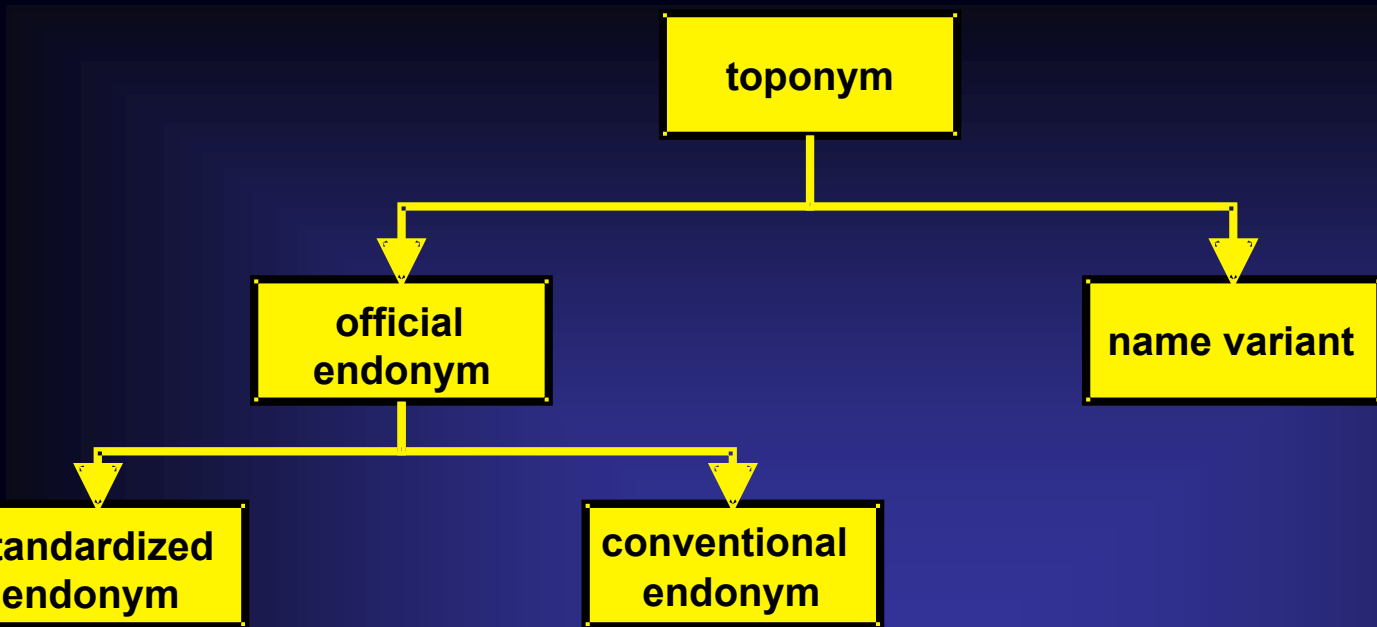 toponym
official
endonym
name variant
tandardized
endonym
conventional
endonym